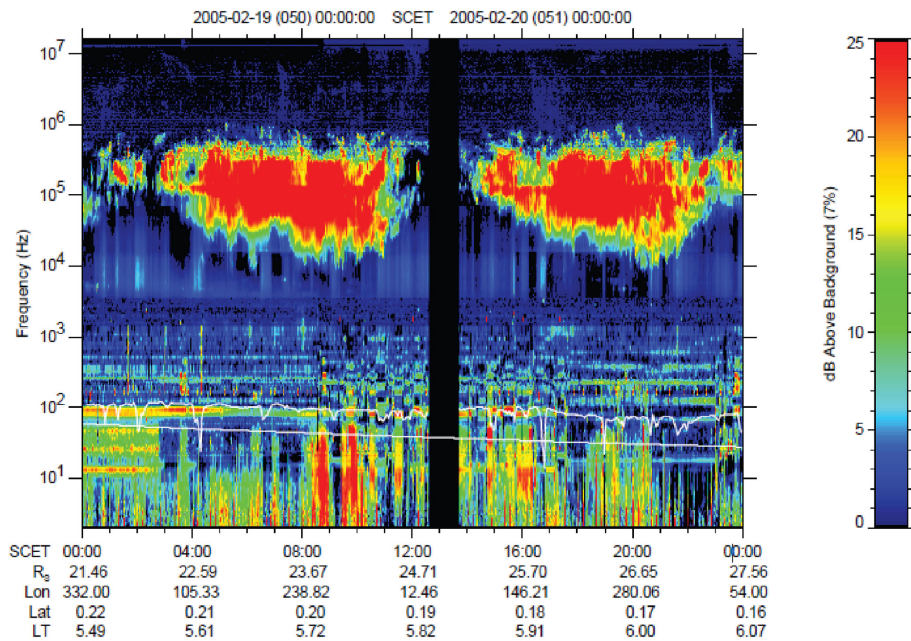 2005-02-19 (050) 00:00:00 SCET 2005-02-20 (051) 00:00:00
Frequency (Hz)
10⁷
10⁶
10⁵
10⁴
10³
10²
10¹
25
20
15
10
5
0
dB Above Background (7%)
SCET 00:00 04:00 08:00 12:00 16:00 20:00 00:00
Rₛ 21.46 22.59 23.67 24.71 25.70 26.65 27.56
Lon 332.00 105.33 238.82 12.46 146.21 280.06 54.00
Lat 0.22 0.21 0.20 0.19 0.18 0.17 0.16
LT 5.49 5.61 5.72 5.82 5.91 6.00 6.07